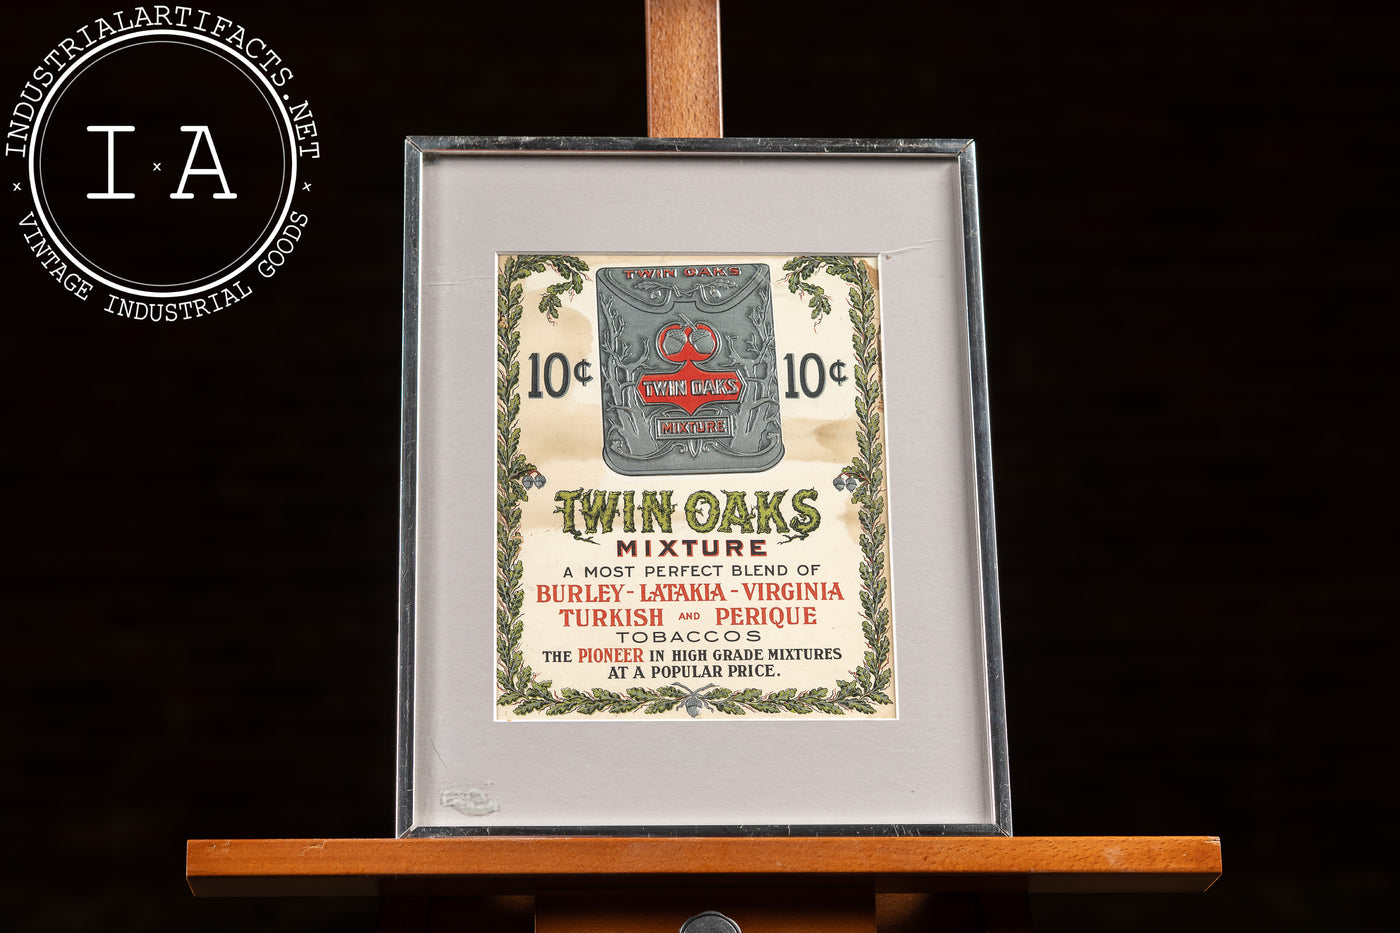 INDUSTRIALARTIFACTS.NET
I x A
x x
VINTAGE INDUSTRIAL GOODS
TWIN OAKS
TWIN OAKS
MIXTURE
10¢ 10¢
TWIN OAKS
MIXTURE
A MOST PERFECT BLEND OF
BURLEY - LATAKIA - VIRGINIA
TURKISH AND PERIQUE
TOBACCOS
THE PIONEER IN HIGH GRADE MIXTURES
AT A POPULAR PRICE.